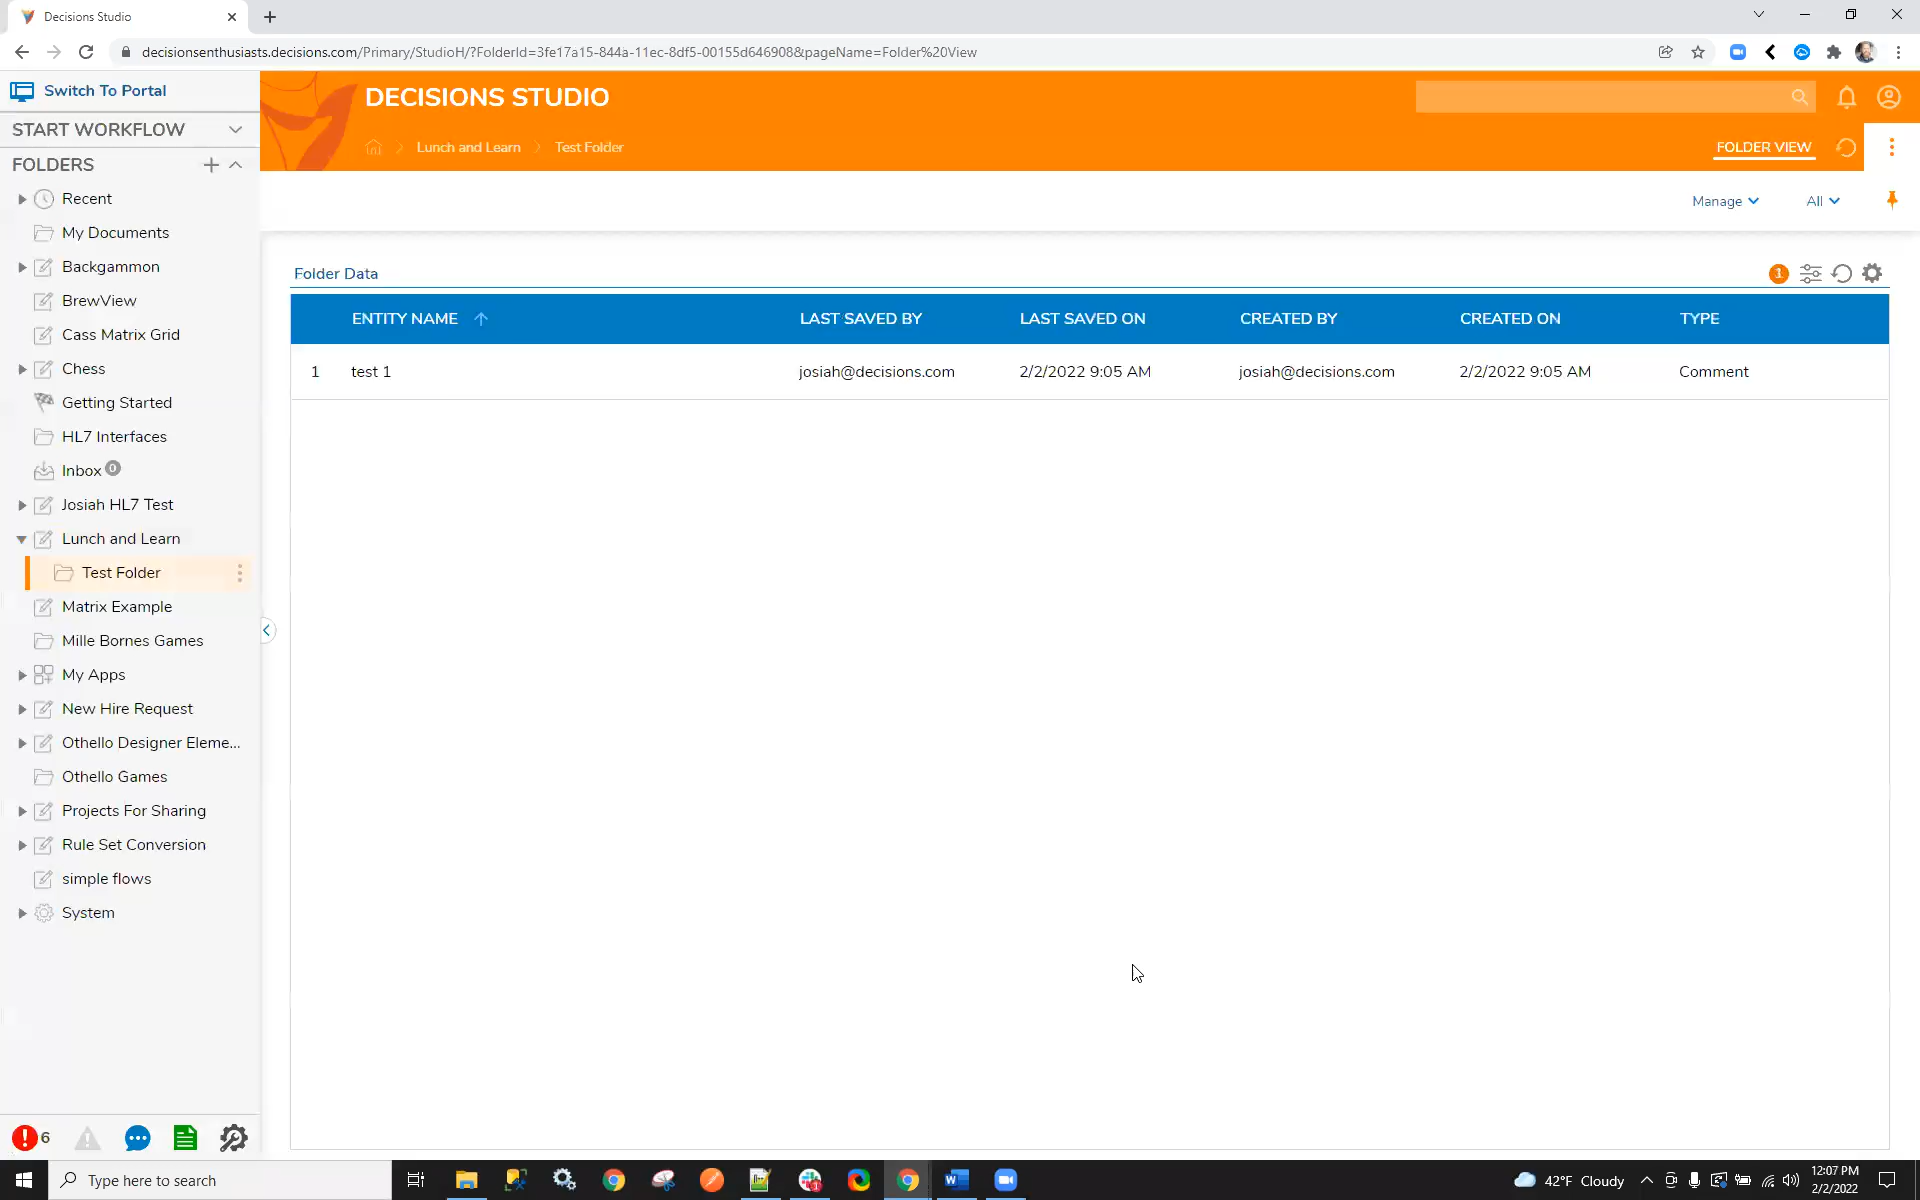 Decisions Studio
decisionsenthusiasts.decisions.com/Primary/StudioH/?FolderId=3fe17a15-844a-11ec-8df5-00155d646908&pageName=Folder%20View
Switch To Portal
START WORKFLOW
FOLDERS
Recent
My Documents
Backgammon
BrewView
Cass Matrix Grid
Chess
Getting Started
HL7 Interfaces
Inbox 0
Josiah HL7 Test
Lunch and Learn
Test Folder
Matrix Example
Mille Bornes Games
My Apps
New Hire Request
Othello Designer Eleme...
Othello Games
Projects For Sharing
Rule Set Conversion
simple flows
System
6
DECISIONS STUDIO
Lunch and Learn Test Folder
FOLDER VIEW
Manage All
Folder Data
1
ENTITY NAME LAST SAVED BY LAST SAVED ON CREATED BY CREATED ON TYPE
1 test 1 josiah@decisions.com 2/2/2022 9:05 AM josiah@decisions.com 2/2/2022 9:05 AM Comment
Type here to search
42°F Cloudy
12:07 PM
2/2/2022